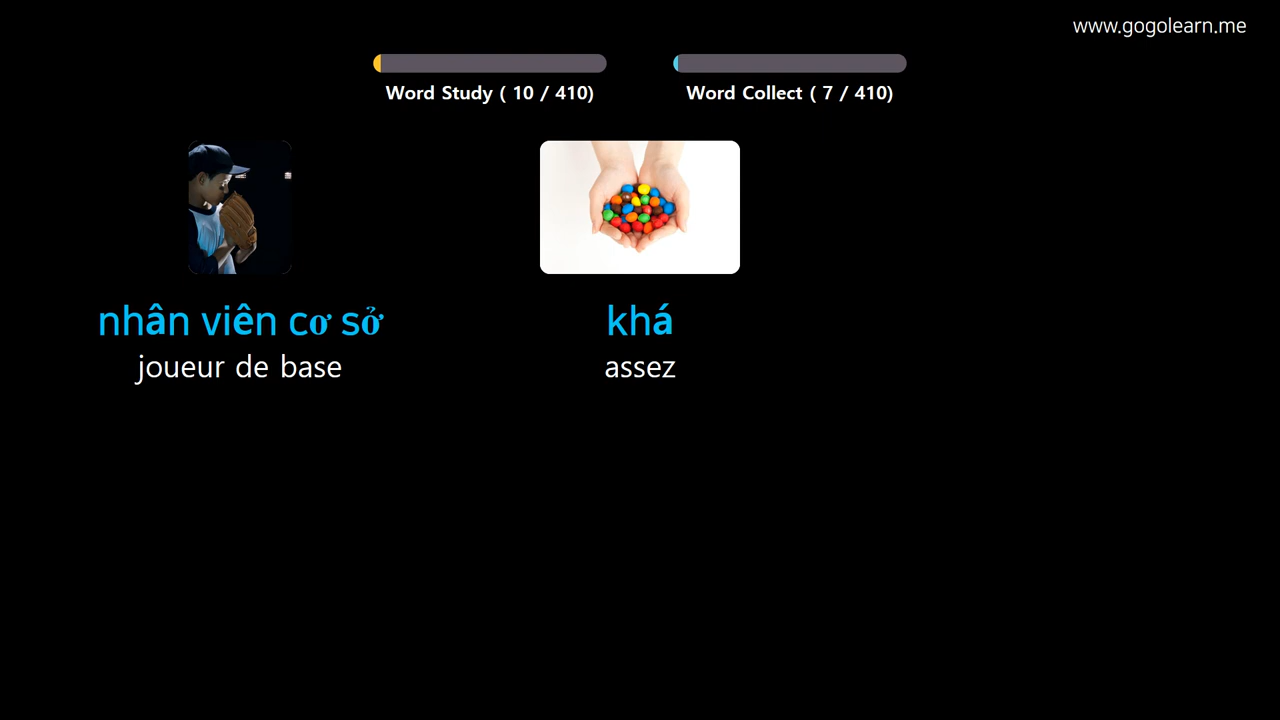 www.gogolearn.me
Word Study ( 10 / 410)
Word Collect ( 7 / 410)
nhân viên cơ sở
joueur de base
khá
assez